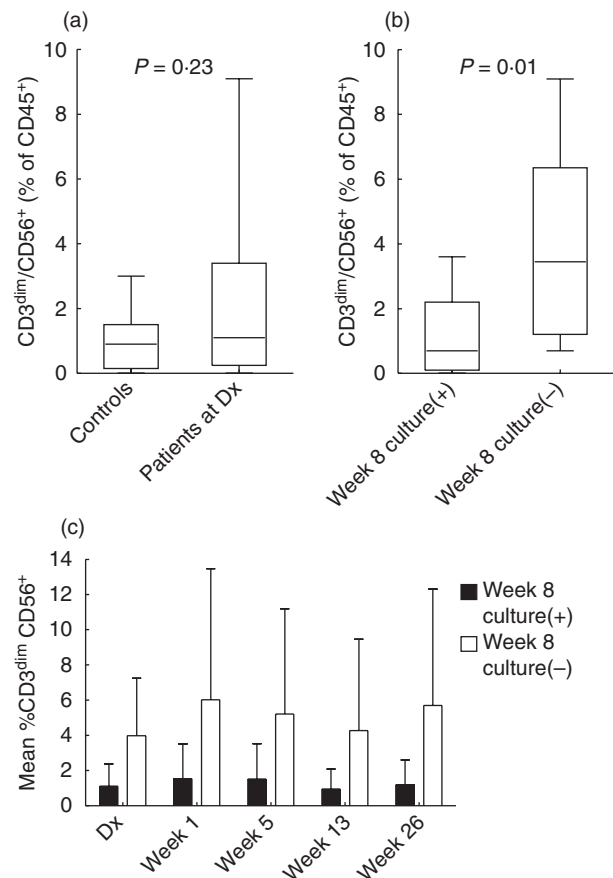 (a)
P = 0·23
CD3dim/CD56+ (% of CD45+)
10
8
6
4
2
0
Controls
Patients at Dx
(b)
P = 0·01
CD3dim/CD56+ (% of CD45+)
10
8
6
4
2
0
Week 8 culture(+)
Week 8 culture(–)
(c)
Mean %CD3dim CD56+
14
12
10
8
6
4
2
0
Dx
Week 1
Week 5
Week 13
Week 26
Week 8
culture(+)
Week 8
culture(–)